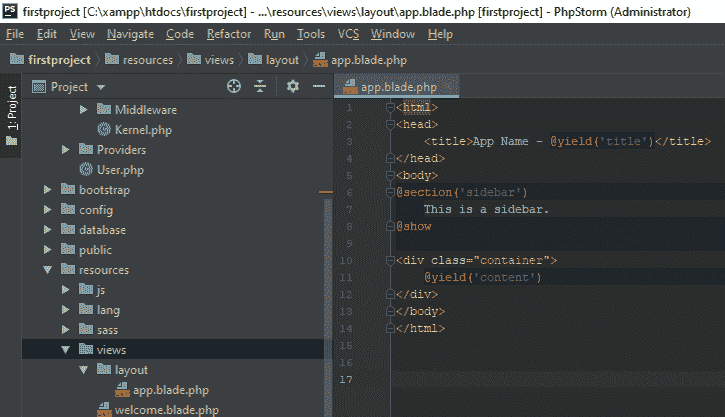 PS firstproject [C:\xampp\htdocs\firstproject] - ...\resources\views\layout\app.blade.php [firstproject] - PhpStorm (Administrator)
File Edit View Navigate Code Refactor Run Tools VCS Window Help
firstproject resources views layout app.blade.php
1: Project
Project
Middleware
Kernel.php
Providers
User.php
bootstrap
config
database
public
resources
js
lang
sass
views
layout
app.blade.php
welcome.blade.php
app.blade.php
1 <html>
2 <head>
3 <title>App Name - @yield('title')</title>
4 </head>
5 <body>
6 @section('sidebar')
7 This is a sidebar.
8 @show
9
10 <div class="container">
11 @yield('content')
12 </div>
13 </body>
14 </html>
15
16
17